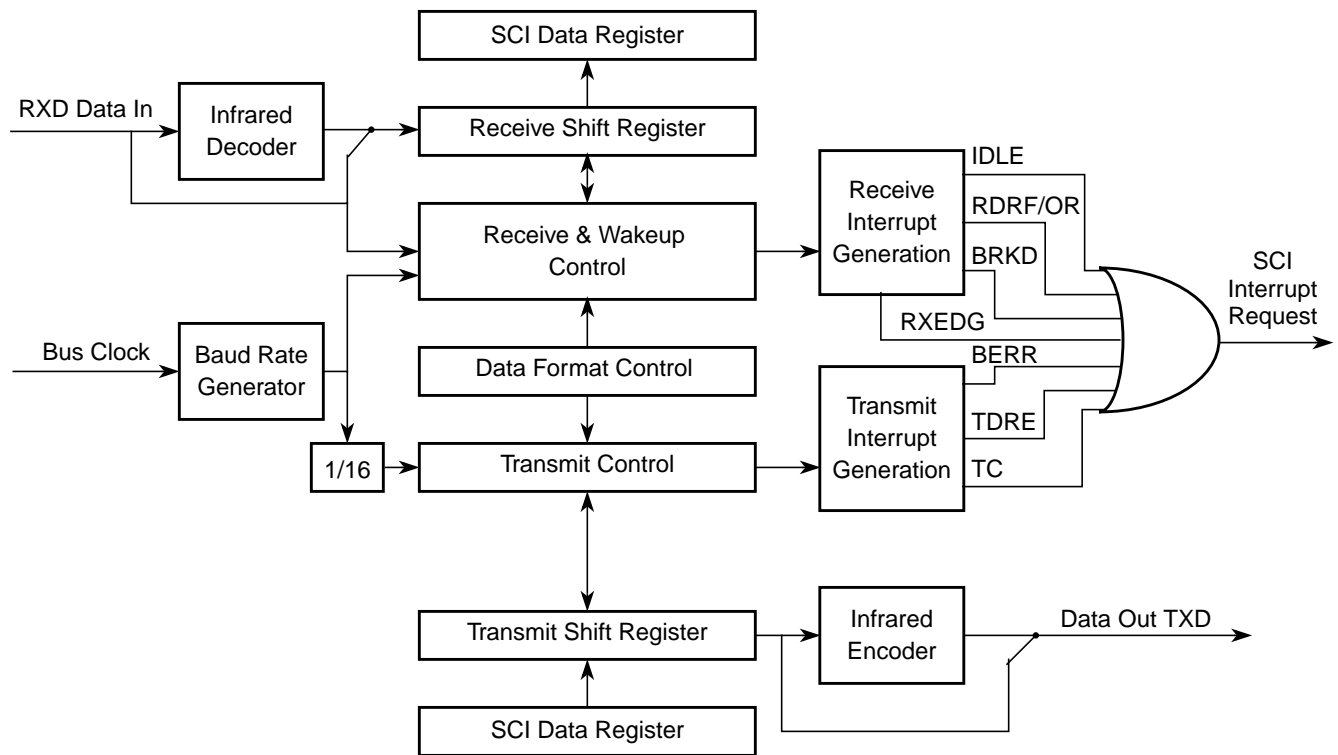 SCI Data Register
RXD Data In
Infrared
Decoder
Receive Shift Register
IDLE
Receive
Interrupt
Generation
RDRF/OR
Receive & Wakeup
Control
BRKD
RXEDG
SCI
Interrupt
Request
Bus Clock
Baud Rate
Generator
Data Format Control
BERR
Transmit
Interrupt
Generation
TDRE
1/16
Transmit Control
TC
Transmit Shift Register
Infrared
Encoder
Data Out TXD
SCI Data Register